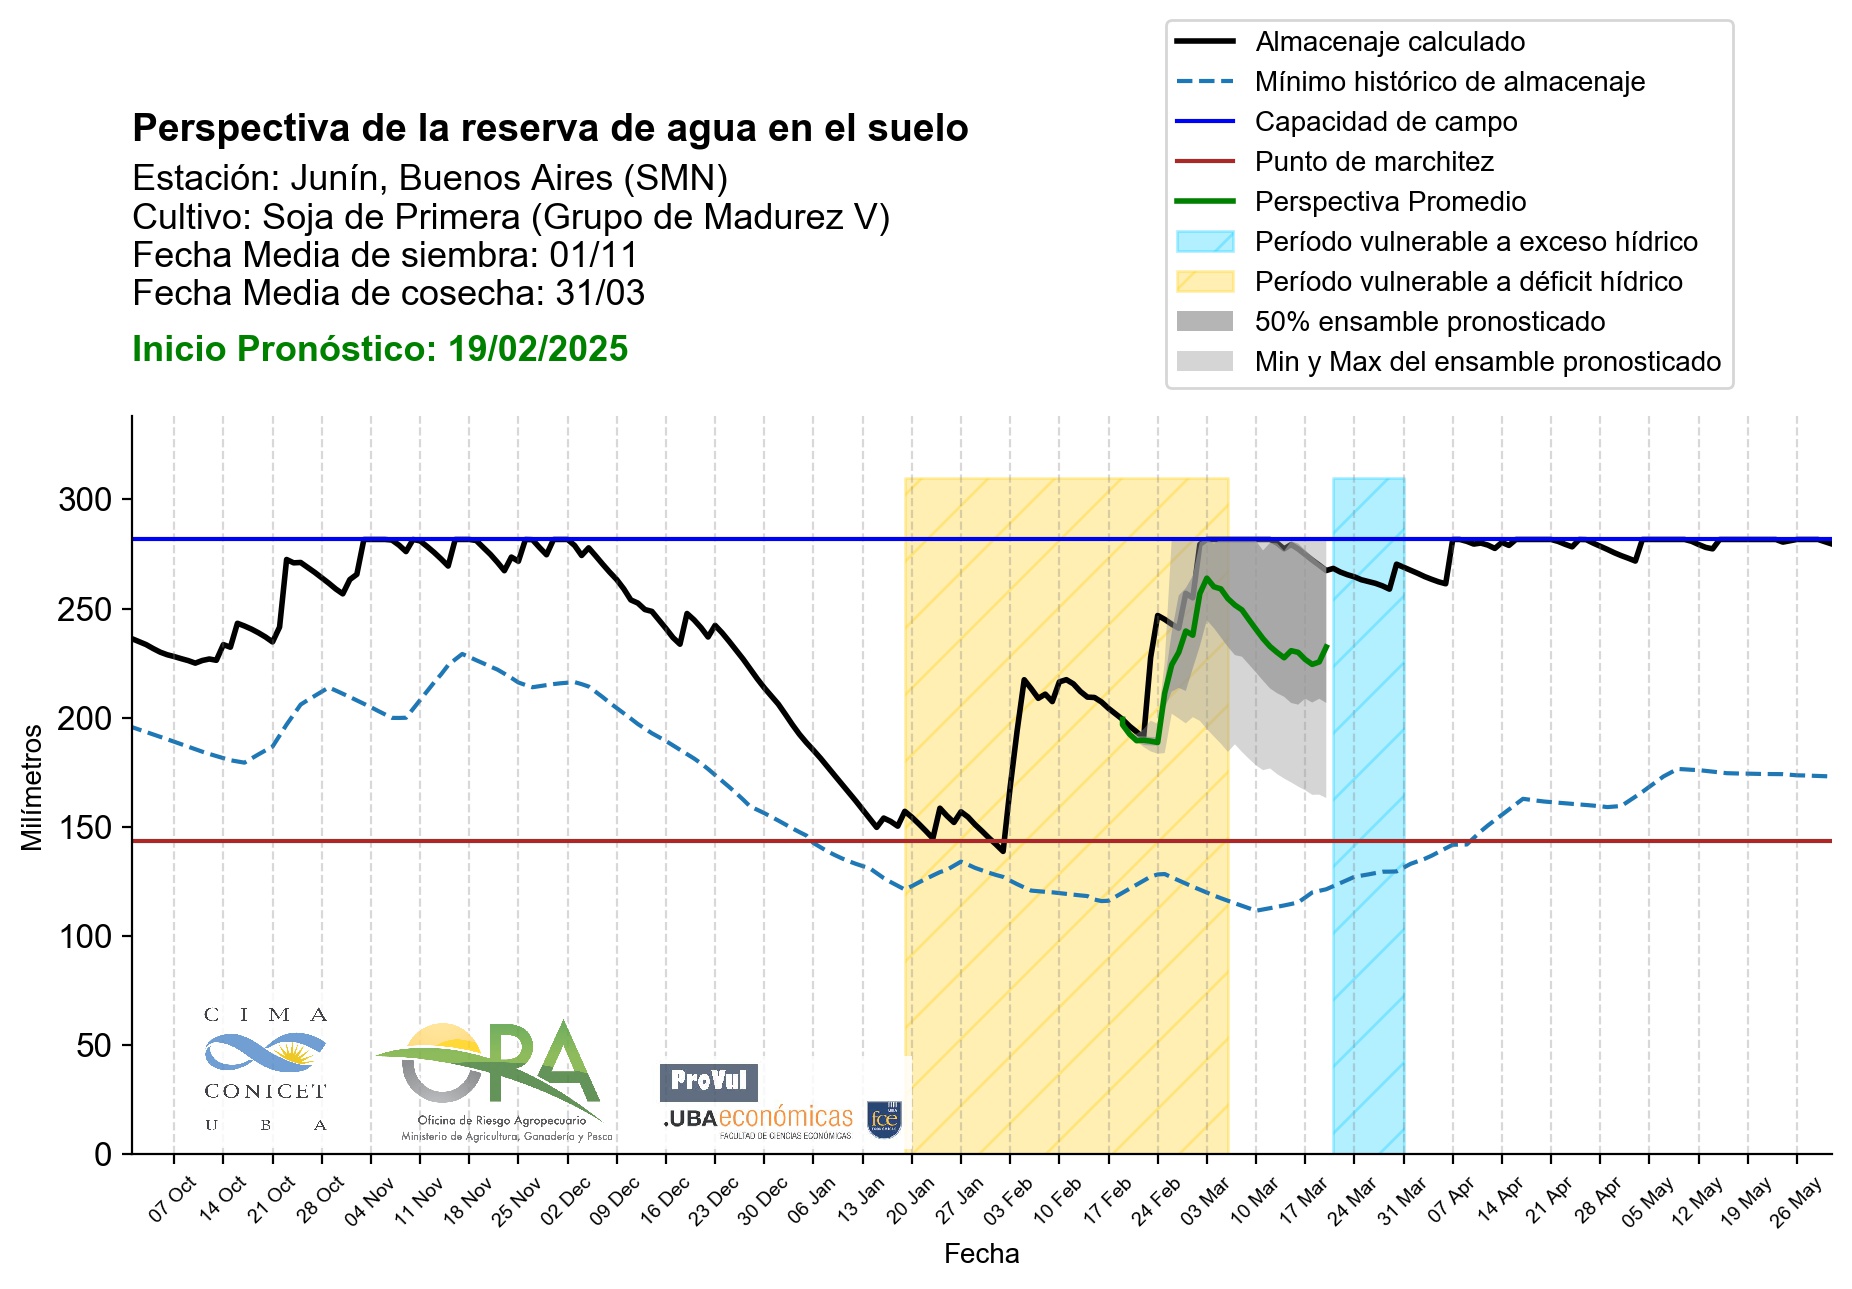 Almacenaje calculado
Mínimo histórico de almacenaje
Capacidad de campo
Punto de marchitez
Perspectiva Promedio
Período vulnerable a exceso hídrico
Período vulnerable a déficit hídrico
50% ensamble pronosticado
Min y Max del ensamble pronosticado
Perspectiva de la reserva de agua en el suelo
Estación: Junín, Buenos Aires (SMN)
Cultivo: Soja de Primera (Grupo de Madurez V)
Fecha Media de siembra: 01/11
Fecha Media de cosecha: 31/03
Inicio Pronóstico: 19/02/2025
Milímetros
300
250
200
150
100
50
0
CIMA
CONICET
UBA
ORA
Oficina de Riesgo Agropecuario
Ministerio de Agricultura, Ganadería y Pesca
ProVul
.UBAeconómicas
FACULTAD DE CIENCIAS ECONÓMICAS
fce
07 Oct
14 Oct
21 Oct
28 Oct
04 Nov
11 Nov
18 Nov
25 Nov
02 Dec
09 Dec
16 Dec
23 Dec
30 Dec
06 Jan
13 Jan
20 Jan
27 Jan
03 Feb
10 Feb
17 Feb
24 Feb
03 Mar
10 Mar
17 Mar
24 Mar
31 Mar
07 Apr
14 Apr
21 Apr
28 Apr
05 May
12 May
19 May
26 May
Fecha